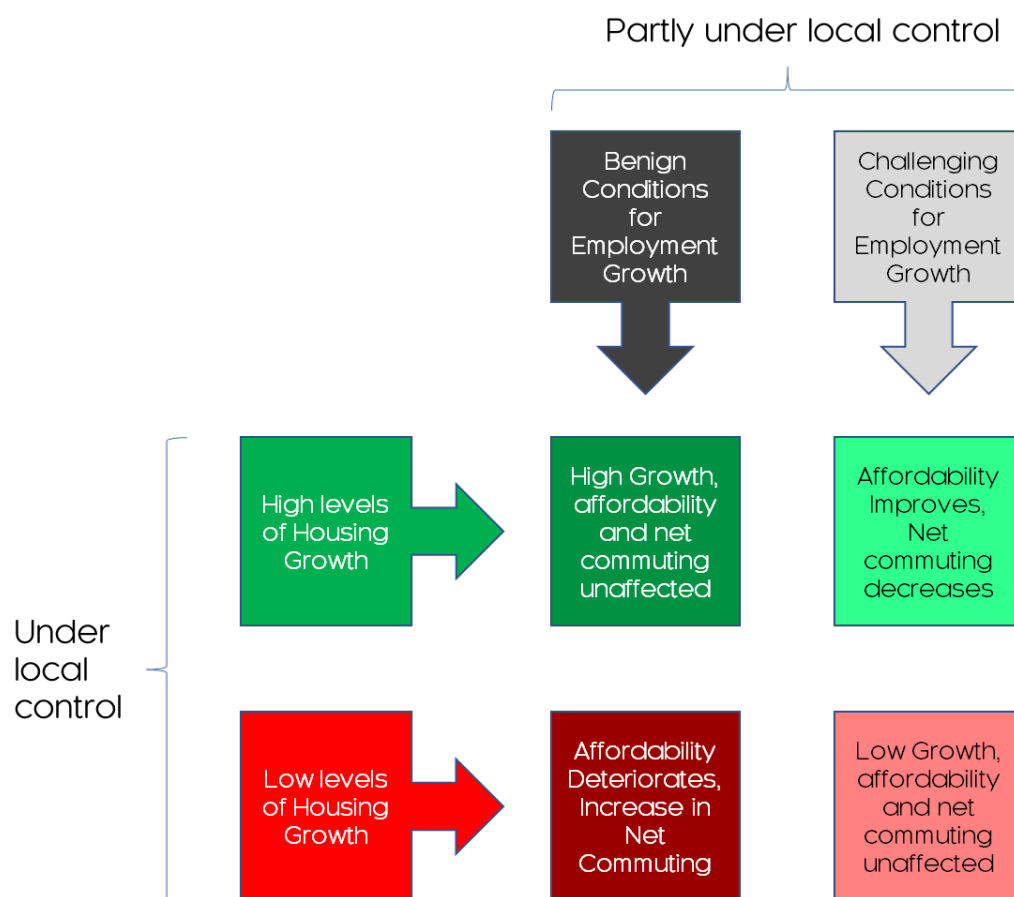 Partly under local control
Benign
Conditions
for
Employment
Growth
Challenging
Conditions
for
Employment
Growth
Under
local
control
High levels
of Housing
Growth
High Growth,
affordability
and net
commuting
unaffected
Affordability
Improves,
Net
commuting
decreases
Low levels
of Housing
Growth
Affordability
Deteriorates,
Increase in
Net
Commuting
Low Growth,
affordability
and net
commuting
unaffected